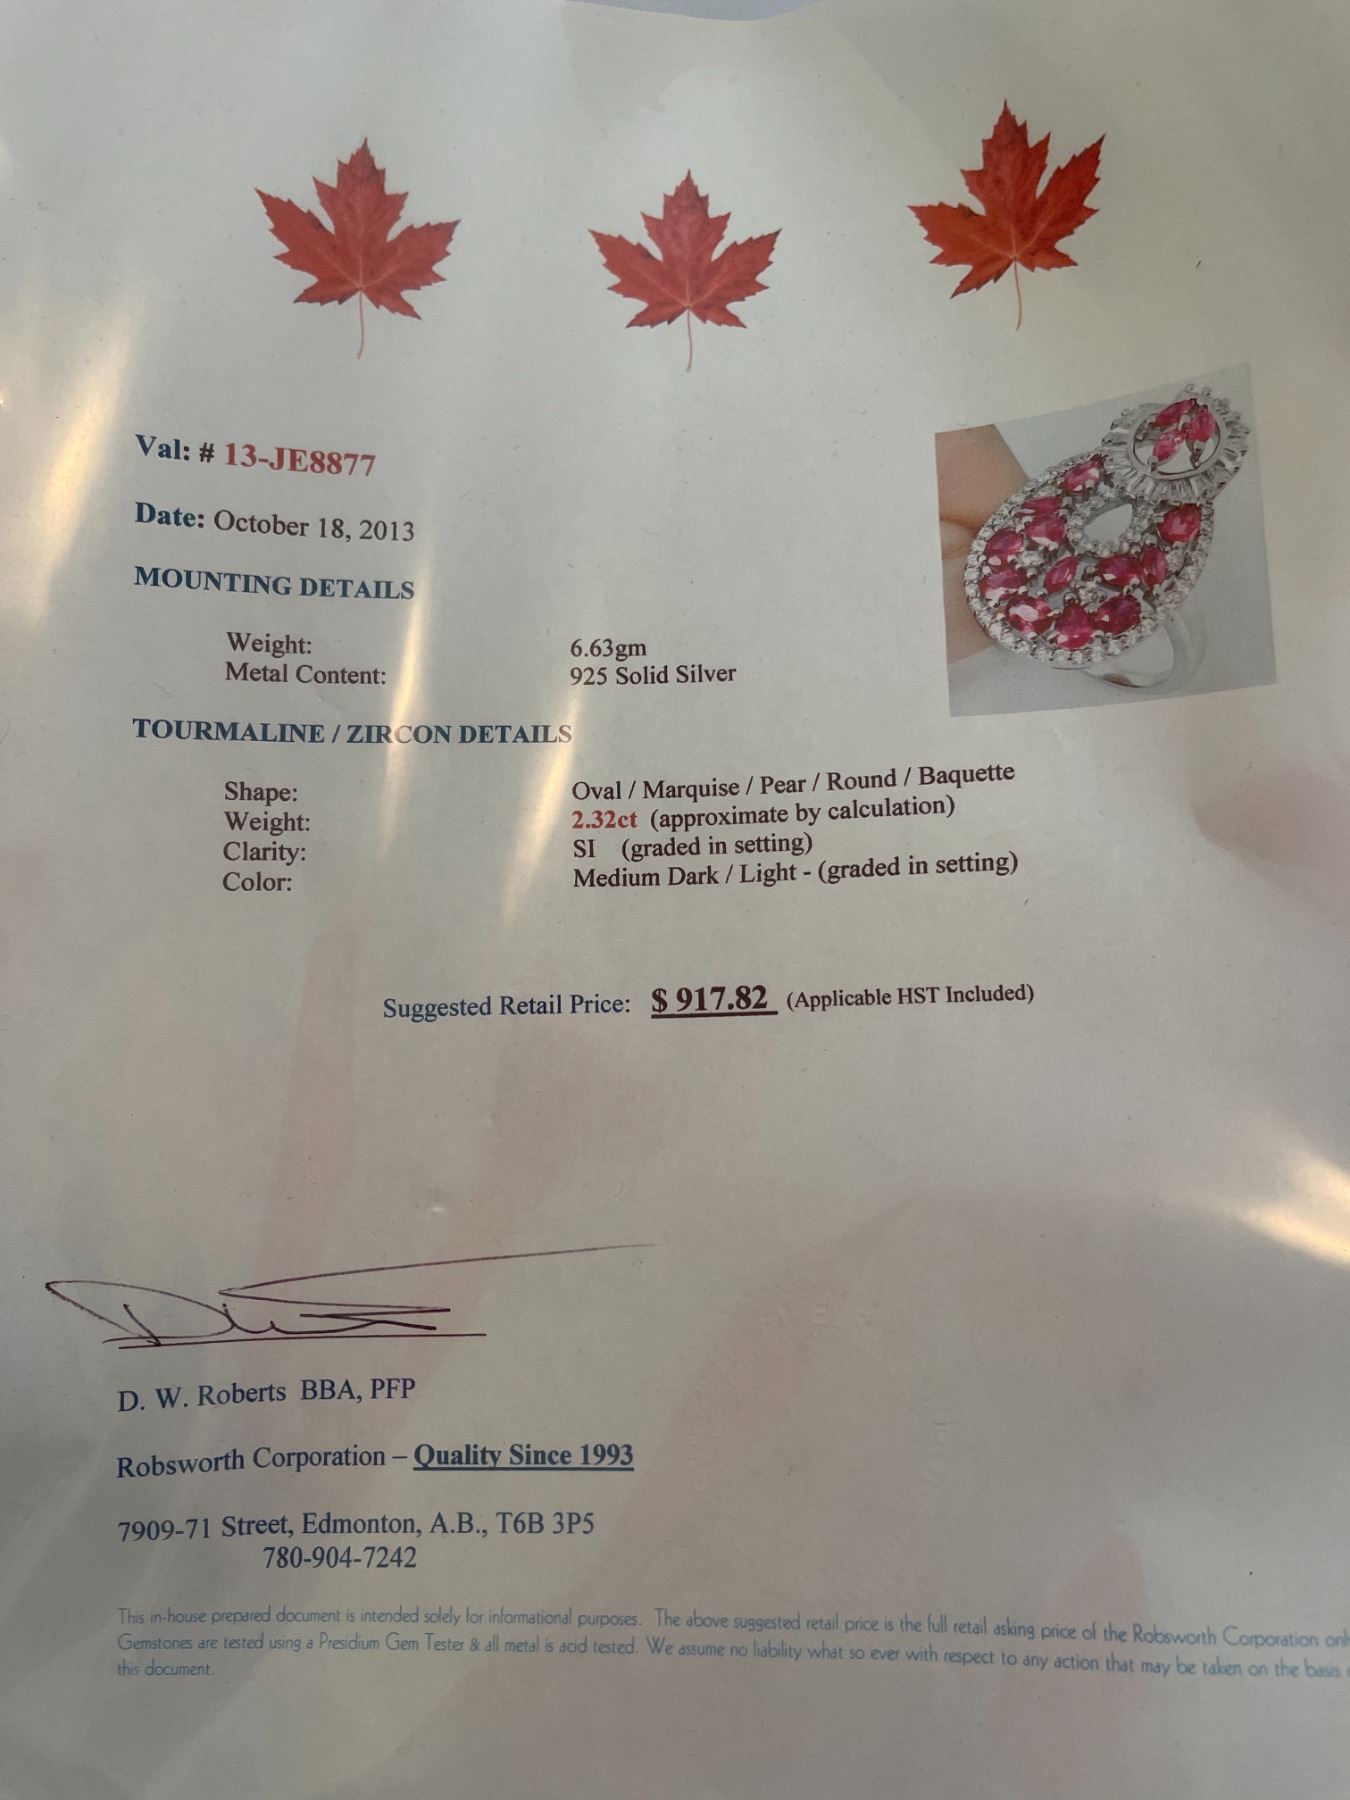 Val: # 13-JE8877
Date: October 18, 2013
MOUNTING DETAILS
Weight: 6.63gm
Metal Content: 925 Solid Silver
TOURMALINE / ZIRCON DETAILS
Shape: Oval / Marquise / Pear / Round / Baquette
Weight: 2.32ct (approximate by calculation)
Clarity: SI (graded in setting)
Color: Medium Dark / Light - (graded in setting)
Suggested Retail Price: $ 917.82 (Applicable HST Included)
D. W. Roberts BBA, PFP
Robsworth Corporation – Quality Since 1993
7909-71 Street, Edmonton, A.B., T6B 3P5
780-904-7242
This in-house prepared document is intended solely for informational purposes. The above suggested retail price is the full retail asking price of the Robsworth Corporation
Gemstones are tested using a Presidium Gem Tester & all metal is acid tested. We assume no liability what so ever with respect to any action that may be taken on the basis
this document.